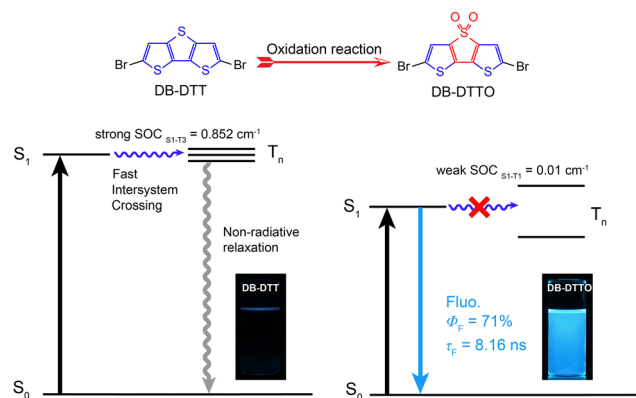 O O
S
S
Br
S
S
Br
Oxidation reaction
Br
S
S
Br
DB-DTT
DB-DTTO
strong SOC S1-T3 = 0.852 cm-1
S1
Tn
Fast
Intersystem
Crossing
Non-radiative
relaxation
DB-DTT
S0
weak SOC S1-T1 = 0.01 cm-1
S1
Tn
Fluo.
ΦF = 71%
τF = 8.16 ns
DB-DTTO
S0